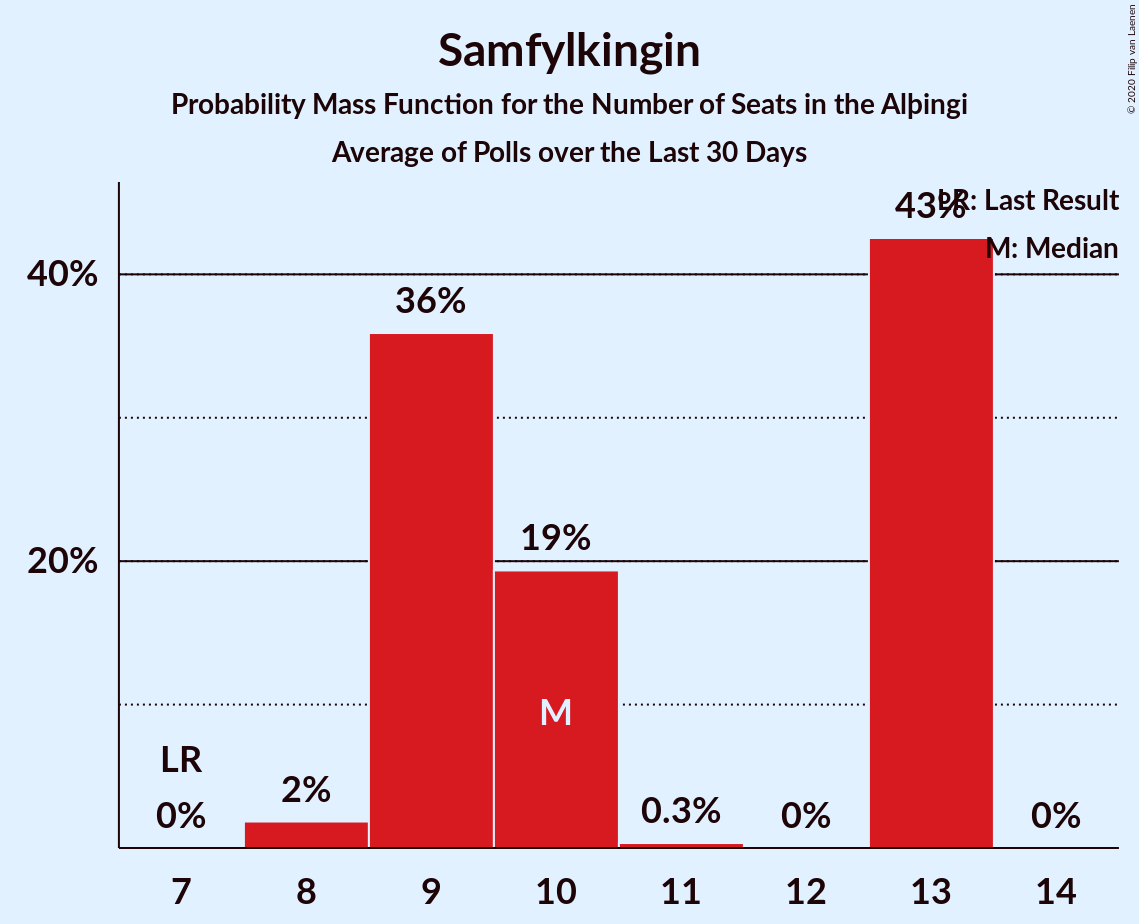 Samfylkingin
Probability Mass Function for the Number of Seats in the Alþingi
Average of Polls over the Last 30 Days
© 2020 Filip van Laenen
LR: Last Result
M: Median
43%
40%
36%
19%
20%
M
LR
0%
2%
0.3%
0%
0%
7 8 9 10 11 12 13 14